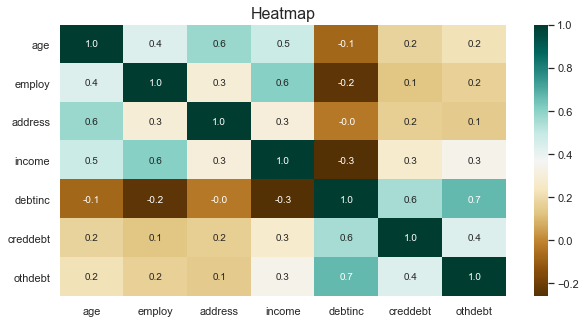 Heatmap
age 1.0 0.4 0.6 0.5 -0.1 0.2 0.2
employ 0.4 1.0 0.3 0.6 -0.2 0.1 0.2
address 0.6 0.3 1.0 0.3 -0.0 0.2 0.1
income 0.5 0.6 0.3 1.0 -0.3 0.3 0.3
debtinc -0.1 -0.2 -0.0 -0.3 1.0 0.6 0.7
creddebt 0.2 0.1 0.2 0.3 0.6 1.0 0.4
othdebt 0.2 0.2 0.1 0.3 0.7 0.4 1.0
age employ address income debtinc creddebt othdebt
1.0
0.8
0.6
0.4
0.2
0.0
−0.2